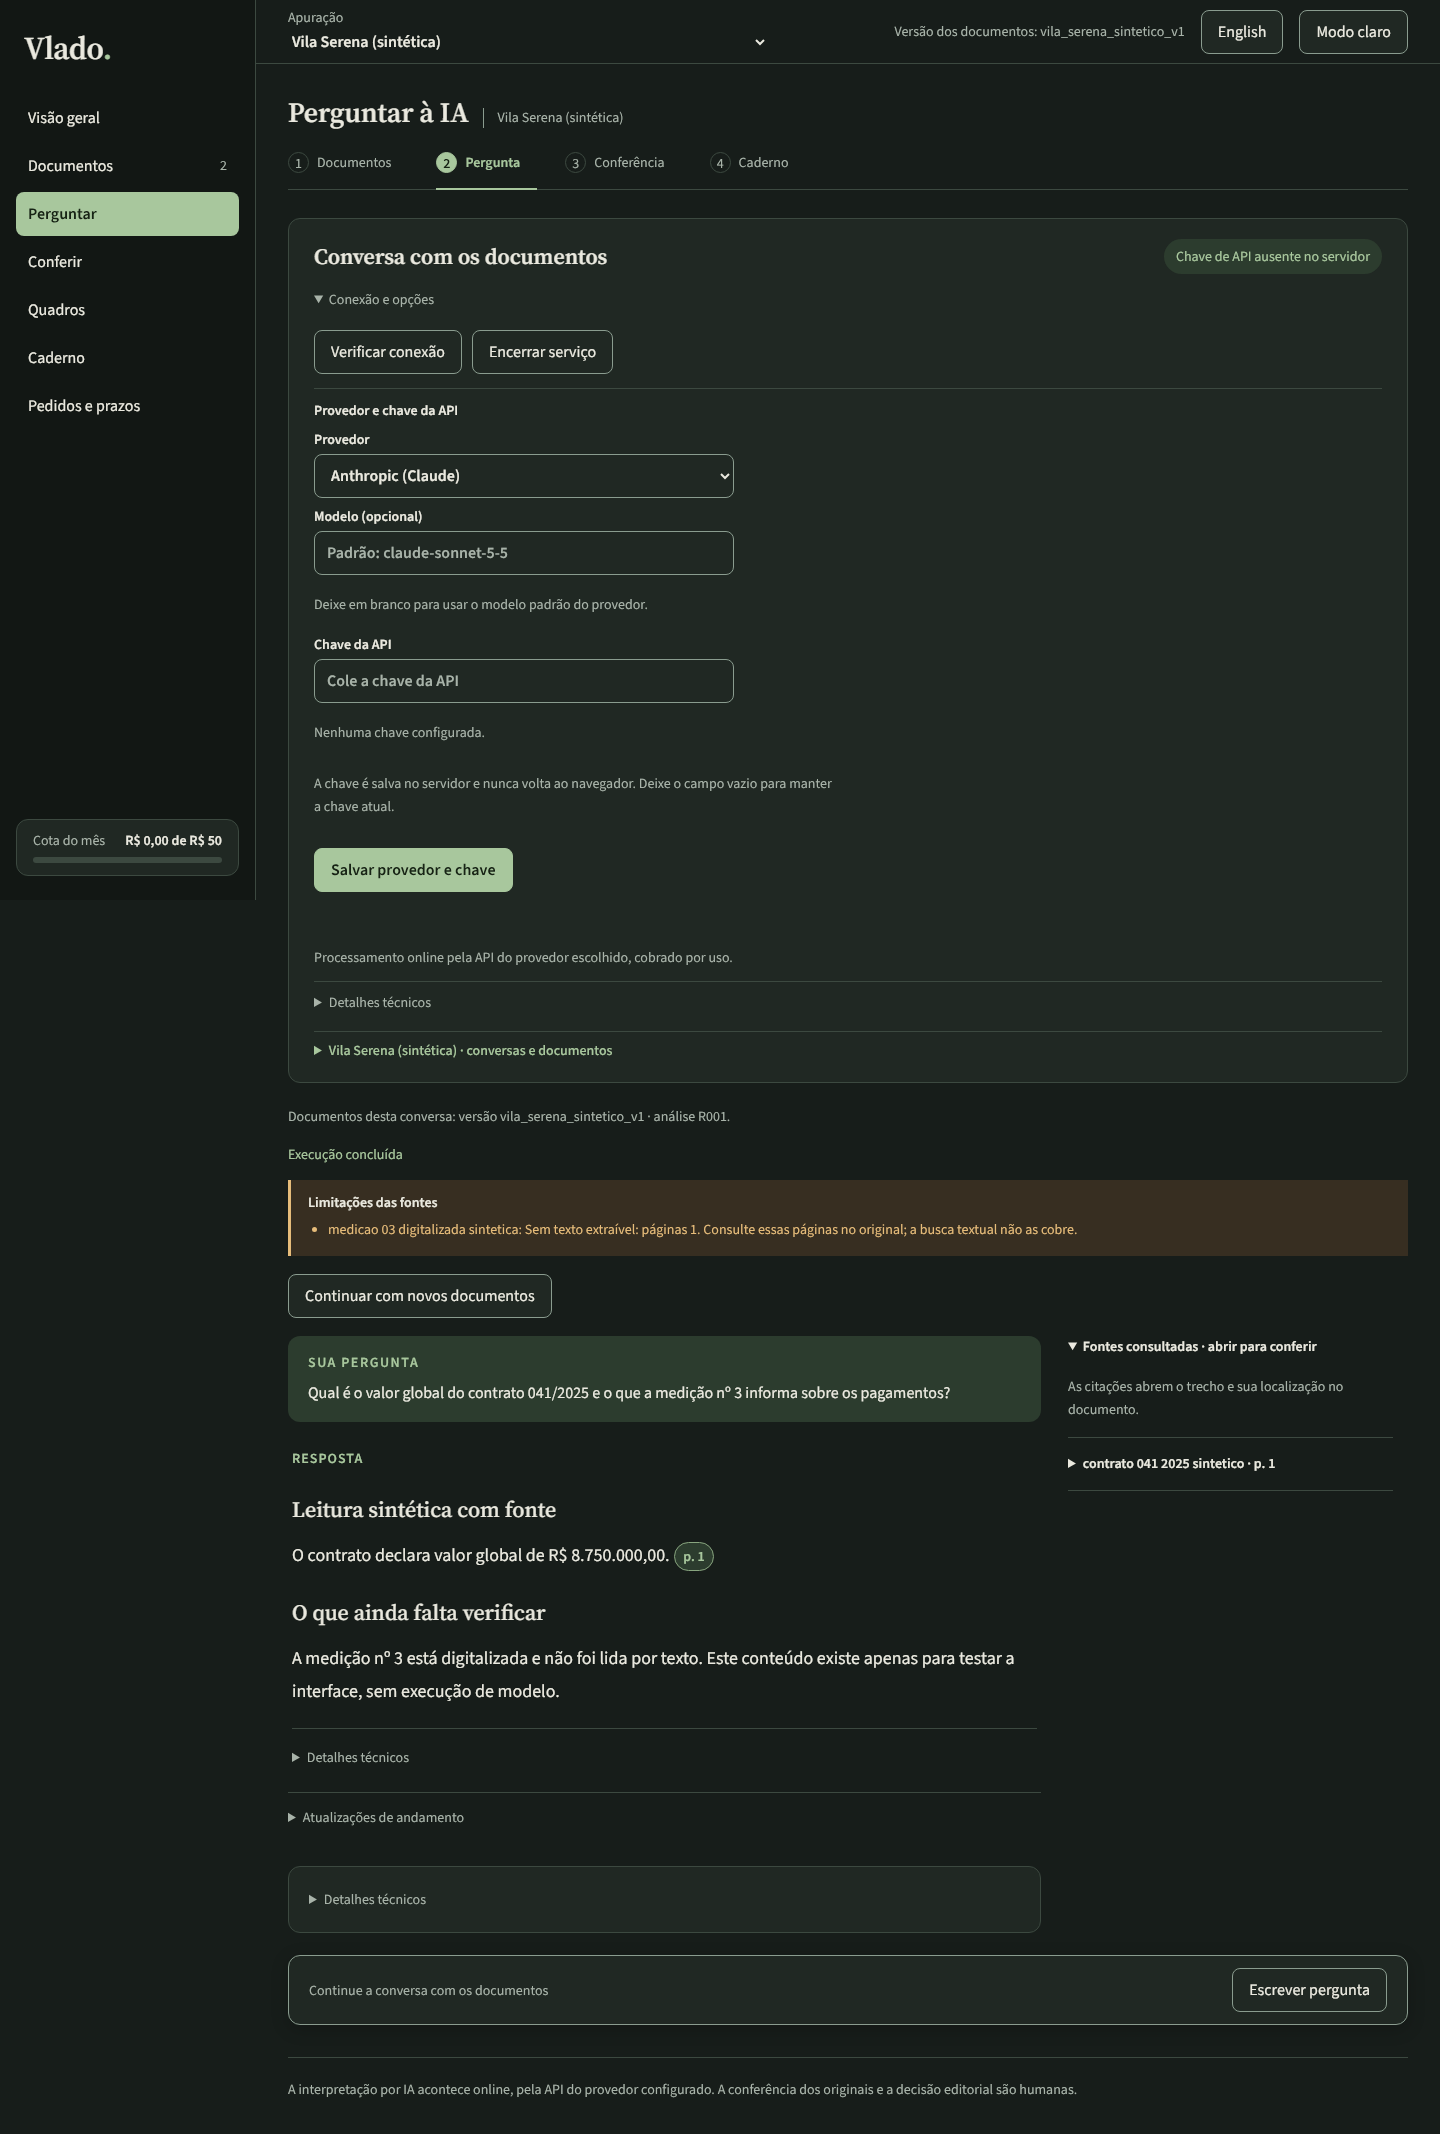 Vlado.
Visão geral
Documentos 2
Perguntar
Conferir
Quadros
Caderno
Pedidos e prazos
Cota do mês R$ 0,00 de R$ 50
Apuração
Vila Serena (sintética)
Versão dos documentos: vila_serena_sintetico_v1
English
Modo claro
Perguntar à IA
Vila Serena (sintética)
1 Documentos
2 Pergunta
3 Conferência
4 Caderno
Conversa com os documentos
Chave de API ausente no servidor
Conexão e opções
Verificar conexão
Encerrar serviço
Provedor e chave da API
Provedor
Anthropic (Claude)
Modelo (opcional)
Padrão: claude-sonnet-5-5
Deixe em branco para usar o modelo padrão do provedor.
Chave da API
Cole a chave da API
Nenhuma chave configurada.
A chave é salva no servidor e nunca volta ao navegador. Deixe o campo vazio para manter
a chave atual.
Salvar provedor e chave
Processamento online pela API do provedor escolhido, cobrado por uso.
Detalhes técnicos
Vila Serena (sintética) · conversas e documentos
Documentos desta conversa: versão vila_serena_sintetico_v1 · análise R001.
Execução concluída
Limitações das fontes
• medicao 03 digitalizada sintetica: Sem texto extraível: páginas 1. Consulte essas páginas no original; a busca textual não as cobre.
Continuar com novos documentos
SUA PERGUNTA
Qual é o valor global do contrato 041/2025 e o que a medição nº 3 informa sobre os pagamentos?
RESPOSTA
Leitura sintética com fonte
O contrato declara valor global de R$ 8.750.000,00. p. 1
O que ainda falta verificar
A medição nº 3 está digitalizada e não foi lida por texto. Este conteúdo existe apenas para testar a
interface, sem execução de modelo.
Detalhes técnicos
Atualizações de andamento
Detalhes técnicos
Fontes consultadas · abrir para conferir
As citações abrem o trecho e sua localização no
documento.
contrato 041 2025 sintetico · p. 1
Continue a conversa com os documentos
Escrever pergunta
A interpretação por IA acontece online, pela API do provedor configurado. A conferência dos originais e a decisão editorial são humanas.